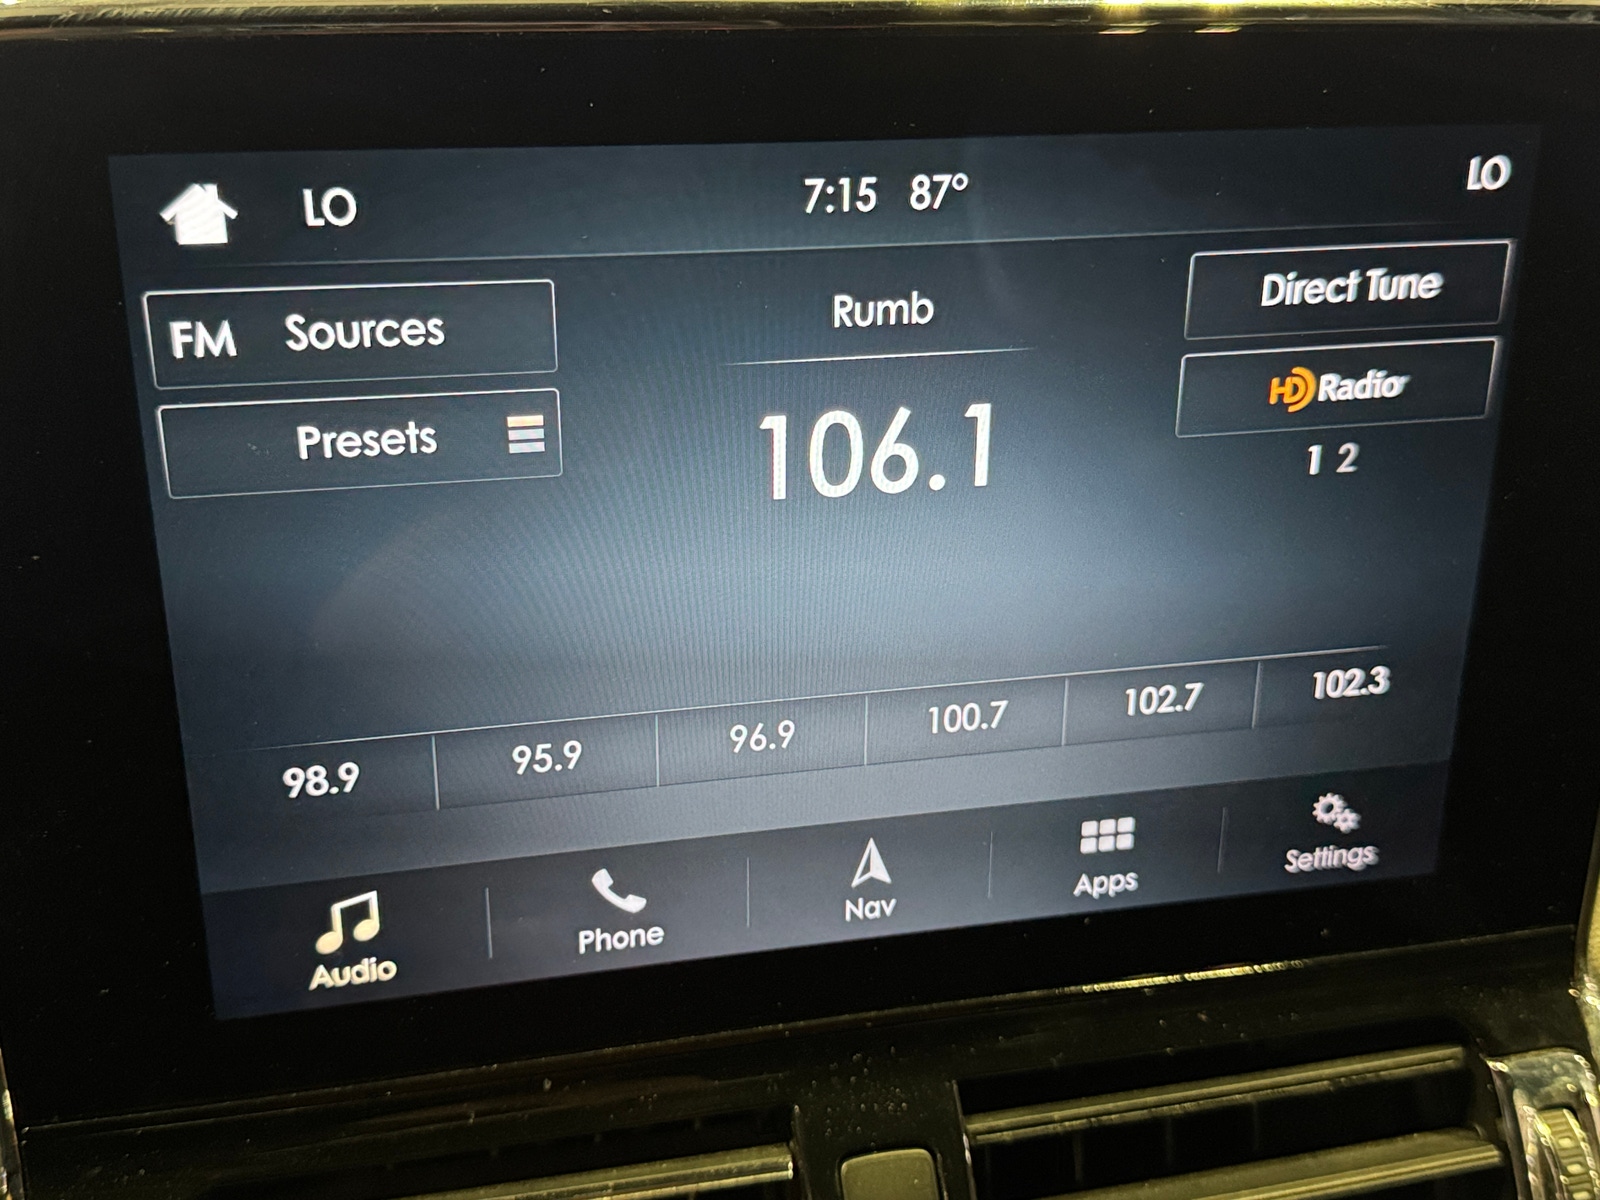 LO 7:15 87° LO
FM Sources
Rumb
Direct Tune
Presets
106.1
HD Radio
1 2
98.9 95.9 96.9 100.7 102.7 102.3
Audio Phone Nav Apps Settings